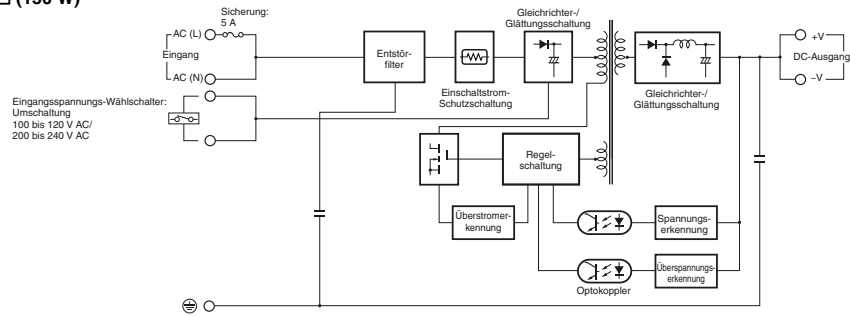 (150 W)
Sicherung:
5 A
AC (L)
Eingang
AC (N)
Eingangsspannungs-Wählschalter:
Umschaltung
100 bis 120 V AC/
200 bis 240 V AC
Entstör-
filter
Einschaltstrom-
Schutzschaltung
Gleichrichter-/
Glättungsschaltung
Gleichrichter-/
Glättungsschaltung
+V
DC-Ausgang
–V
Regel-
schaltung
Überstromer-
kennung
Spannungs-
erkennung
Überspannungs-
erkennung
Optokoppler